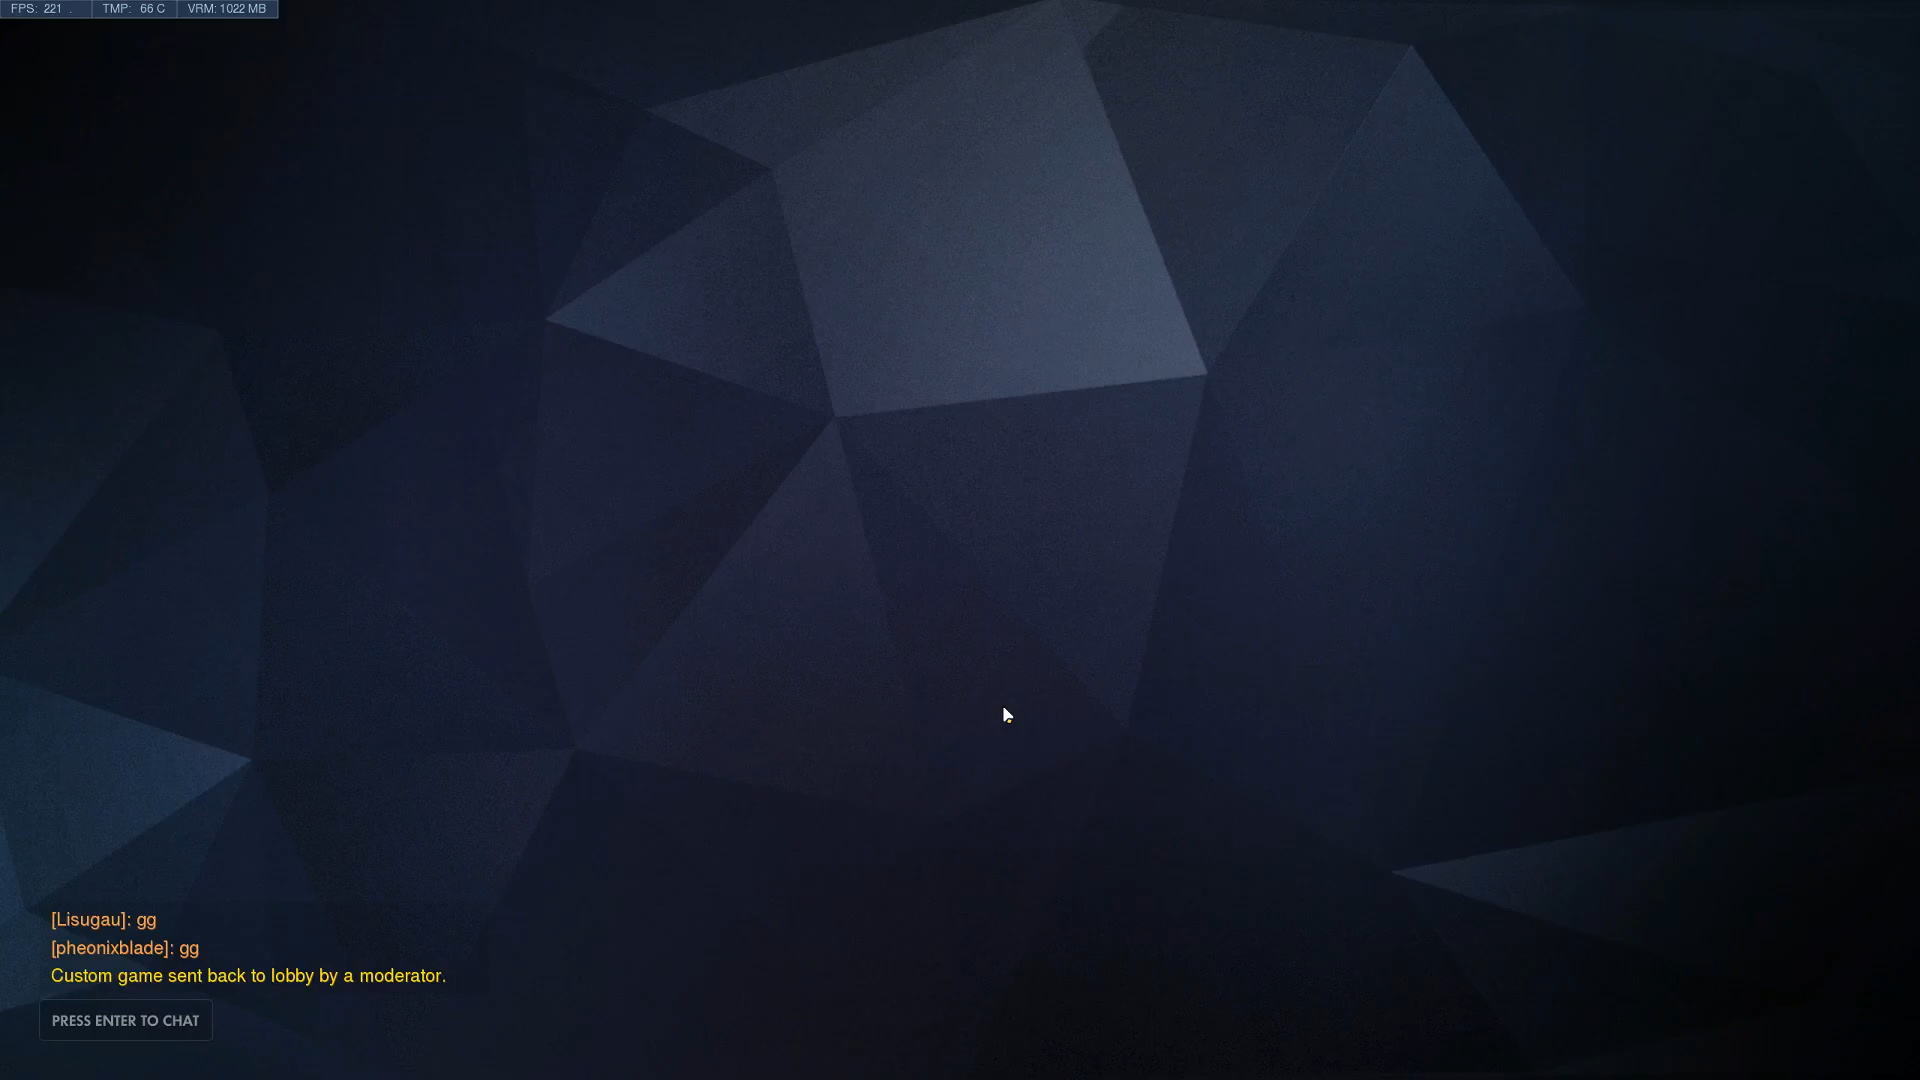 FPS: 221 . TMP: 66 C VRM: 1022 MB
[Lisugau]: gg
[pheonixblade]: gg
Custom game sent back to lobby by a moderator.
PRESS ENTER TO CHAT